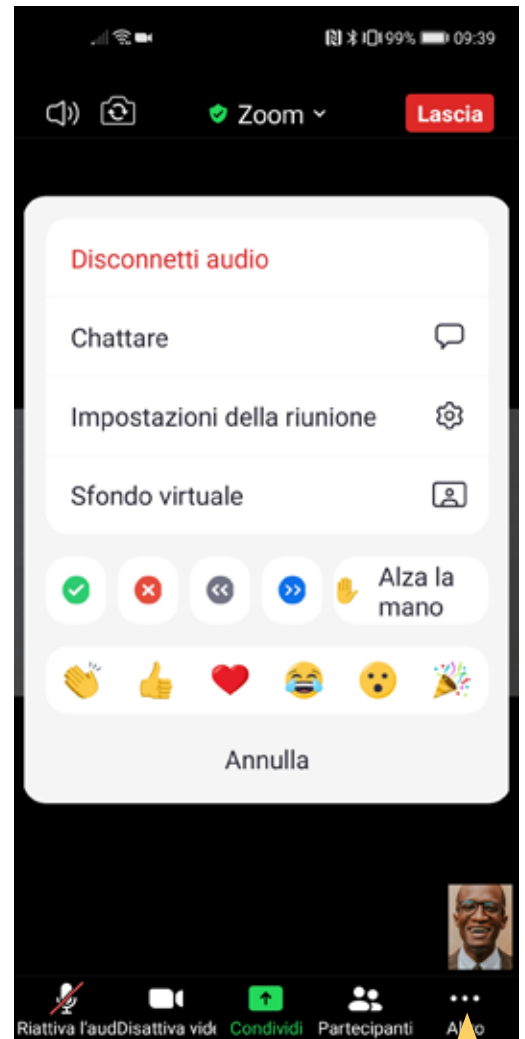 99% 09:39
Zoom Lascia
Disconnetti audio
Chattare
Impostazioni della riunione
Sfondo virtuale
Alza la
mano
Annulla
Riattiva l'aud Disattiva vide Condividi Partecipanti